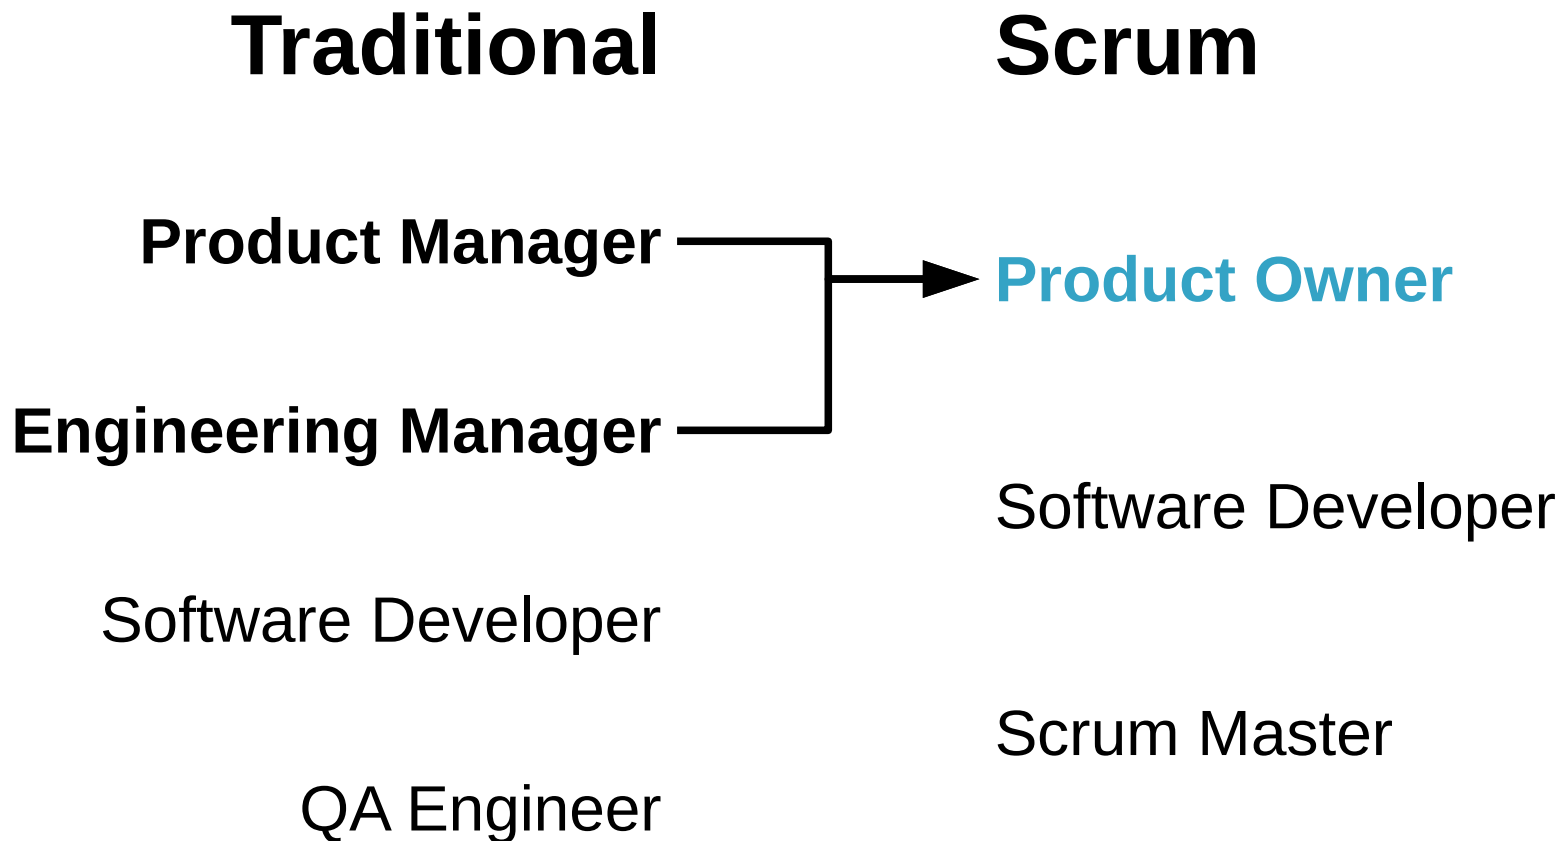 Traditional
Scrum
Product Manager
Product Owner
Engineering Manager
Software Developer
Software Developer
Scrum Master
QA Engineer